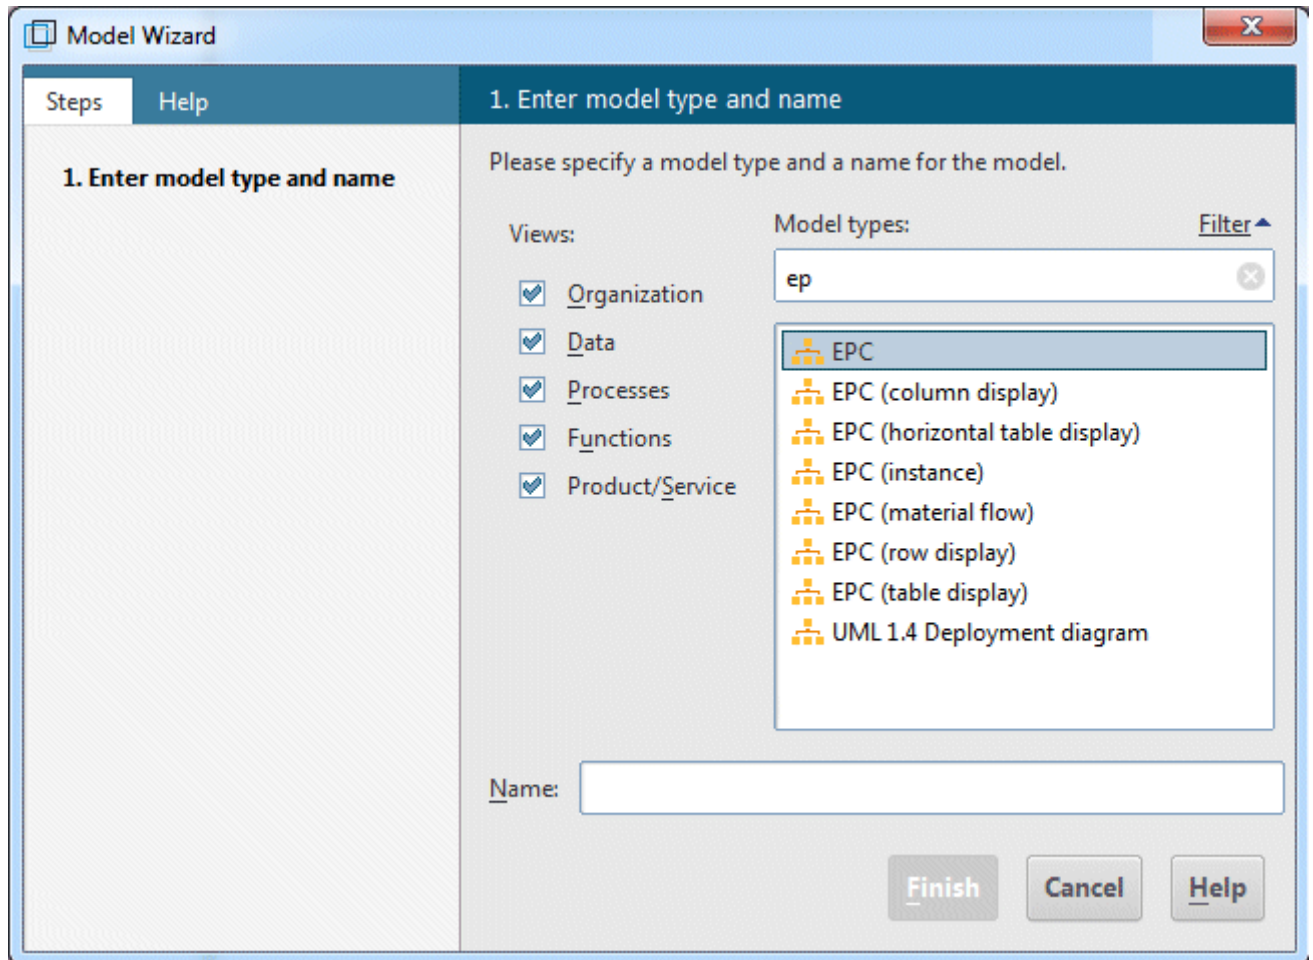 Model Wizard
Steps
Help
1. Enter model type and name
1. Enter model type and name
Please specify a model type and a name for the model.
Views:
Organization
Data
Processes
Functions
Product/Service
Model types:
Filter
ep
EPC
EPC (column display)
EPC (horizontal table display)
EPC (instance)
EPC (material flow)
EPC (row display)
EPC (table display)
UML 1.4 Deployment diagram
Name:
Finish
Cancel
Help